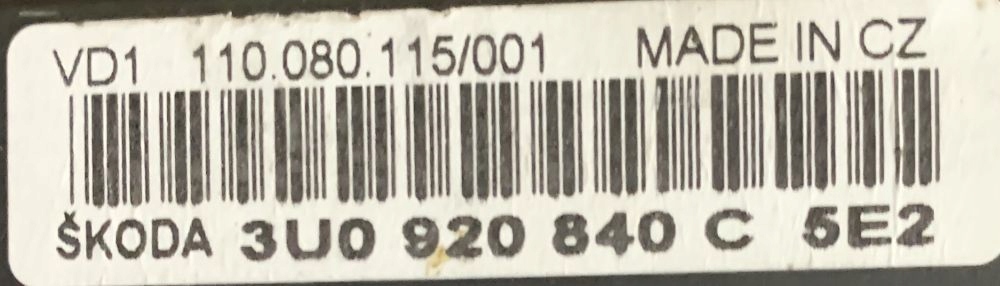 VD1 110.080.115/001 MADE IN CZ
ŠKODA 3U0 920 840 C 5E2